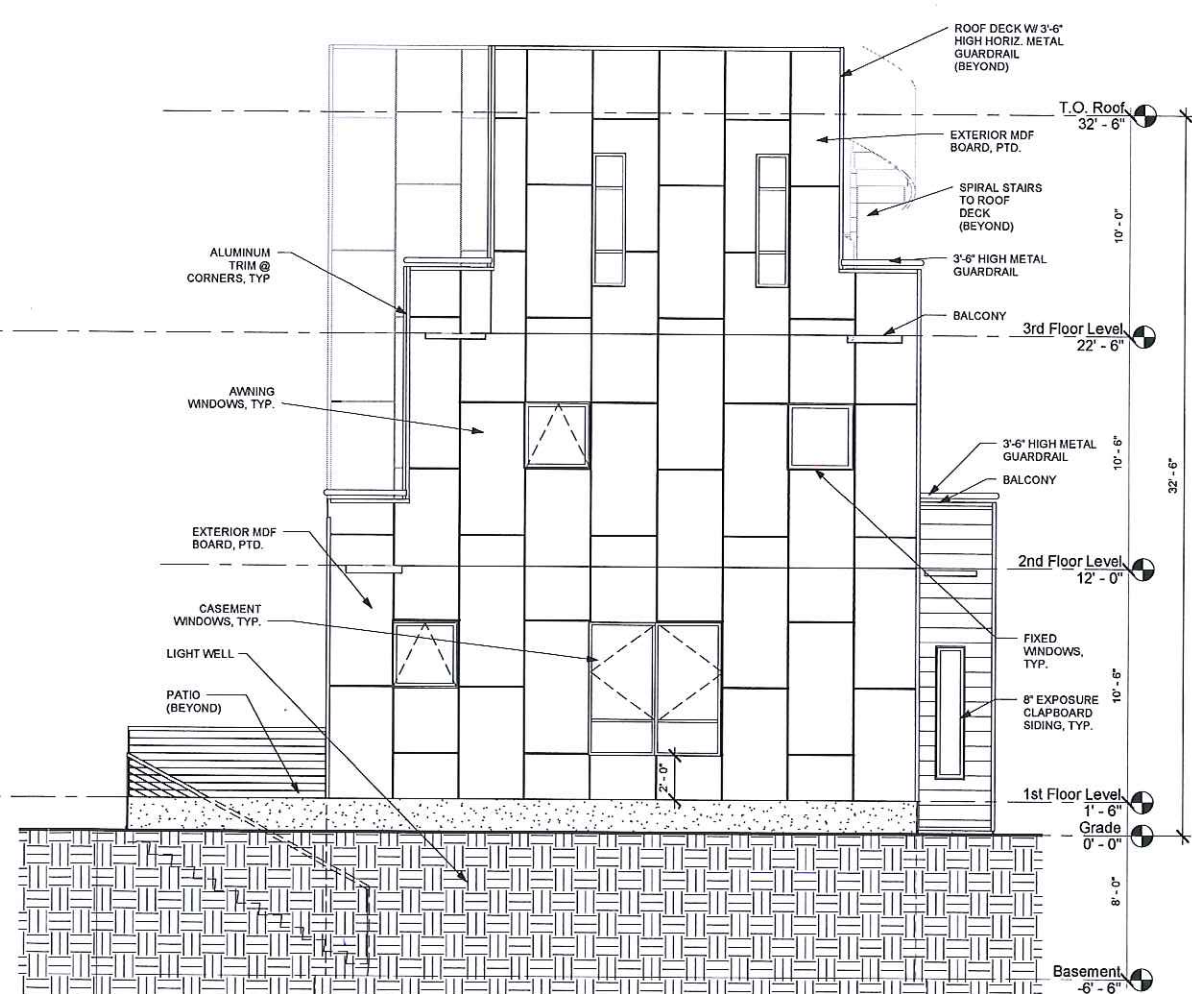 ROOF DECK W/ 3'-6"
HIGH HORIZ. METAL
GUARDRAIL
(BEYOND)
T.O. Roof
32' - 6"
EXTERIOR MDF
BOARD, PTD.
SPIRAL STAIRS
TO ROOF
DECK
(BEYOND)
10' - 0"
ALUMINUM
TRIM @
CORNERS, TYP
3'-6" HIGH METAL
GUARDRAIL
BALCONY
3rd Floor Level
22' - 6"
AWNING
WINDOWS, TYP.
3'-6" HIGH METAL
GUARDRAIL
BALCONY
10' - 6"
32' - 6"
EXTERIOR MDF
BOARD, PTD.
2nd Floor Level
12' - 0"
CASEMENT
WINDOWS, TYP.
LIGHT WELL
FIXED
WINDOWS,
TYP.
PATIO
(BEYOND)
8" EXPOSURE
CLAPBOARD
SIDING, TYP.
10' - 6"
2' - 0"
1st Floor Level
1' - 6"
Grade
0' - 0"
8' - 0"
Basement
-6' - 6"